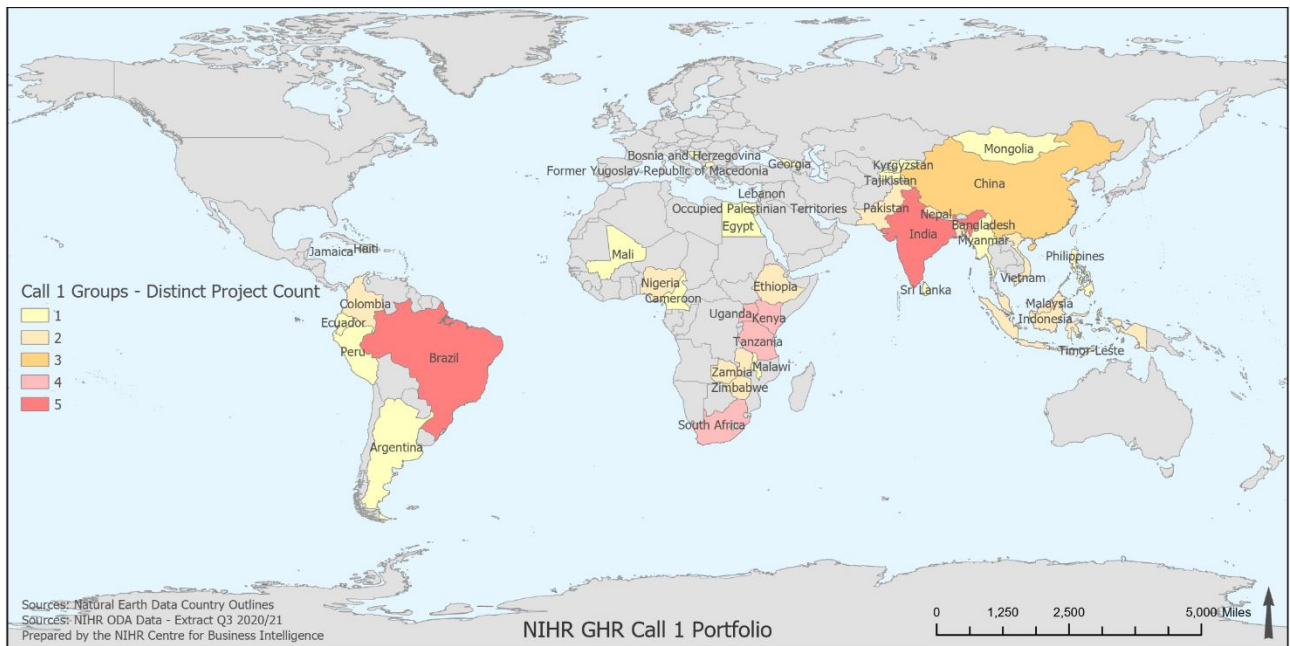 Mongolia
Bosnia and Herzegovina
Georgia
Kyrgyzstan
Former Yugoslav Republic of Macedonia
Tajikistan
China
Lebanon
Occupied Palestinian Territories
Pakistan
Nepal
Egypt
Bangladesh
India
Myanmar
Jamaica
Haiti
Mali
Philippines
Vietnam
Call 1 Groups - Distinct Project Count
1
2
3
4
5
Colombia
Nigeria
Cameroon
Ethiopia
Sri Lanka
Malaysia
Ecuador
Uganda
Kenya
Indonesia
Peru
Brazil
Tanzania
Timor-Leste
Malawi
Zambia
Zimbabwe
South Africa
Argentina
Sources: Natural Earth Data Country Outlines
Sources: NIHR ODA Data - Extract Q3 2020/21
Prepared by the NIHR Centre for Business Intelligence
NIHR GHR Call 1 Portfolio
0 1,250 2,500 5,000 Miles